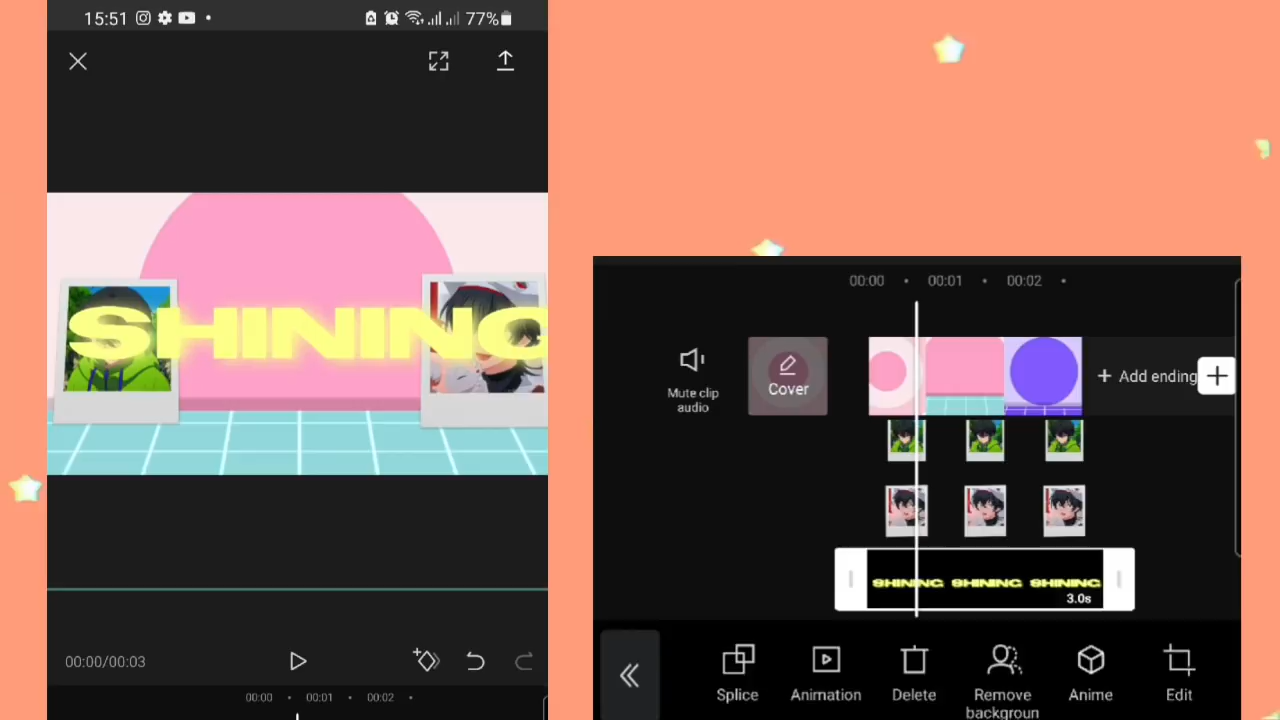 15:51
77%
SHINING
00:00/00:03
00:00 00:01 00:02
00:00 00:01 00:02
Mute clip
audio
Cover
+ Add ending
SHINING SHINING SHINING
3.0s
Splice
Animation
Delete
Remove
backgroun
Anime
Edit